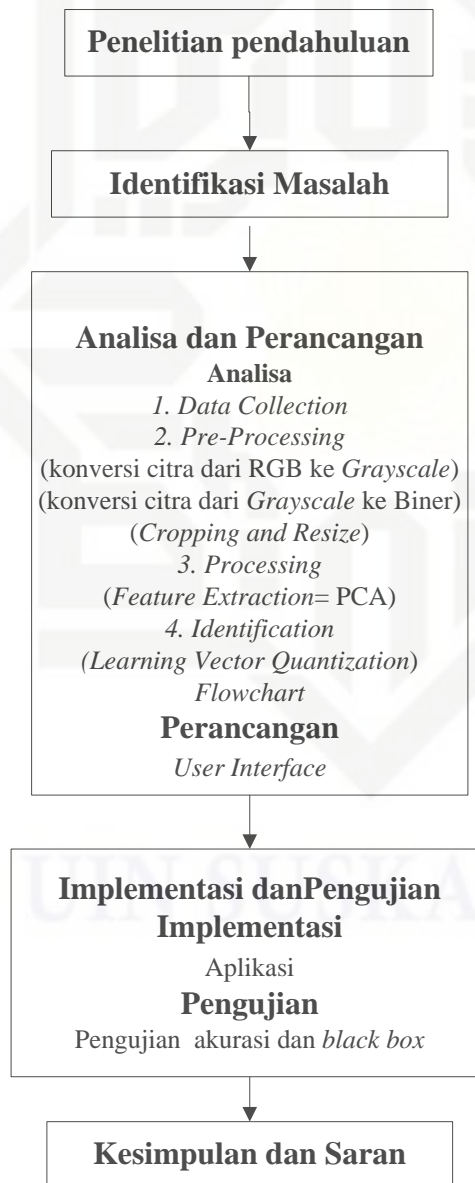 Penelitian pendahuluan
Identifikasi Masalah
Analisa dan Perancangan
Analisa
1. Data Collection
2. Pre-Processing
(konversi citra dari RGB ke Grayscale)
(konversi citra dari Grayscale ke Biner)
(Cropping and Resize)
3. Processing
(Feature Extraction= PCA)
4. Identification
(Learning Vector Quantization)
Flowchart
Perancangan
User Interface
Implementasi danPengujian
Implementasi
Aplikasi
Pengujian
Pengujian akurasi dan black box
UIN SUSKA
Kesimpulan dan Saran